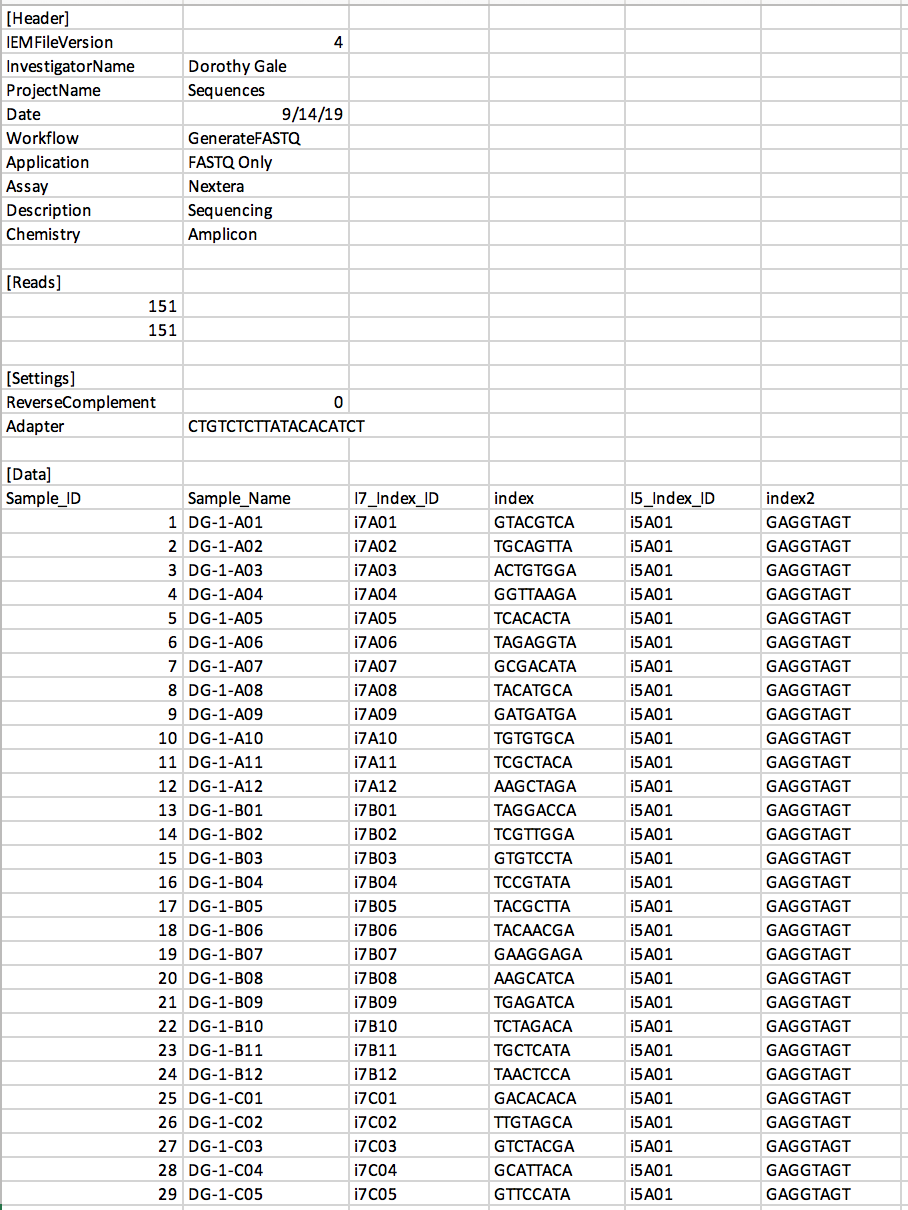 [Header]
IEMFileVersion 4
InvestigatorName Dorothy Gale
ProjectName Sequences
Date 9/14/19
Workflow GenerateFASTQ
Application FASTQ Only
Assay Nextera
Description Sequencing
Chemistry Amplicon
[Reads]
151
151
[Settings]
ReverseComplement 0
Adapter CTGTCTCTTATACACATCT
[Data]
Sample_ID Sample_Name I7_Index_ID index I5_Index_ID index2
1 DG-1-A01 i7A01 GTACGTCA i5A01 GAGGTAGT
2 DG-1-A02 i7A02 TGCAGTTA i5A01 GAGGTAGT
3 DG-1-A03 i7A03 ACTGTGGA i5A01 GAGGTAGT
4 DG-1-A04 i7A04 GGTTAAGA i5A01 GAGGTAGT
5 DG-1-A05 i7A05 TCACACTA i5A01 GAGGTAGT
6 DG-1-A06 i7A06 TAGAGGTA i5A01 GAGGTAGT
7 DG-1-A07 i7A07 GCGACATA i5A01 GAGGTAGT
8 DG-1-A08 i7A08 TACATGCA i5A01 GAGGTAGT
9 DG-1-A09 i7A09 GATGATGA i5A01 GAGGTAGT
10 DG-1-A10 i7A10 TGTGTGCA i5A01 GAGGTAGT
11 DG-1-A11 i7A11 TCGCTACA i5A01 GAGGTAGT
12 DG-1-A12 i7A12 AAGCTAGA i5A01 GAGGTAGT
13 DG-1-B01 i7B01 TAGGACCA i5A01 GAGGTAGT
14 DG-1-B02 i7B02 TCGTTGGA i5A01 GAGGTAGT
15 DG-1-B03 i7B03 GTGTCCTA i5A01 GAGGTAGT
16 DG-1-B04 i7B04 TCCGTATA i5A01 GAGGTAGT
17 DG-1-B05 i7B05 TACGCTTA i5A01 GAGGTAGT
18 DG-1-B06 i7B06 TACAACGA i5A01 GAGGTAGT
19 DG-1-B07 i7B07 GAAGGAGA i5A01 GAGGTAGT
20 DG-1-B08 i7B08 AAGCATCA i5A01 GAGGTAGT
21 DG-1-B09 i7B09 TGAGATCA i5A01 GAGGTAGT
22 DG-1-B10 i7B10 TCTAGACA i5A01 GAGGTAGT
23 DG-1-B11 i7B11 TGCTCATA i5A01 GAGGTAGT
24 DG-1-B12 i7B12 TAACTCCA i5A01 GAGGTAGT
25 DG-1-C01 i7C01 GACACACA i5A01 GAGGTAGT
26 DG-1-C02 i7C02 TTGTAGCA i5A01 GAGGTAGT
27 DG-1-C03 i7C03 GTCTACGA i5A01 GAGGTAGT
28 DG-1-C04 i7C04 GCATTACA i5A01 GAGGTAGT
29 DG-1-C05 i7C05 GTTCCATA i5A01 GAGGTAGT